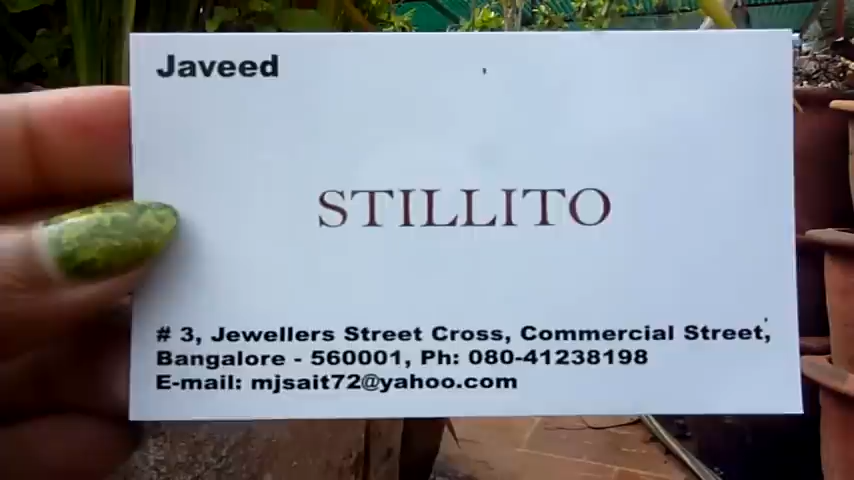 Javeed
STILLITO
# 3, Jewellers Street Cross, Commercial Street,
Bangalore - 560001, Ph: 080-41238198
E-mail: mjsait72@yahoo.com